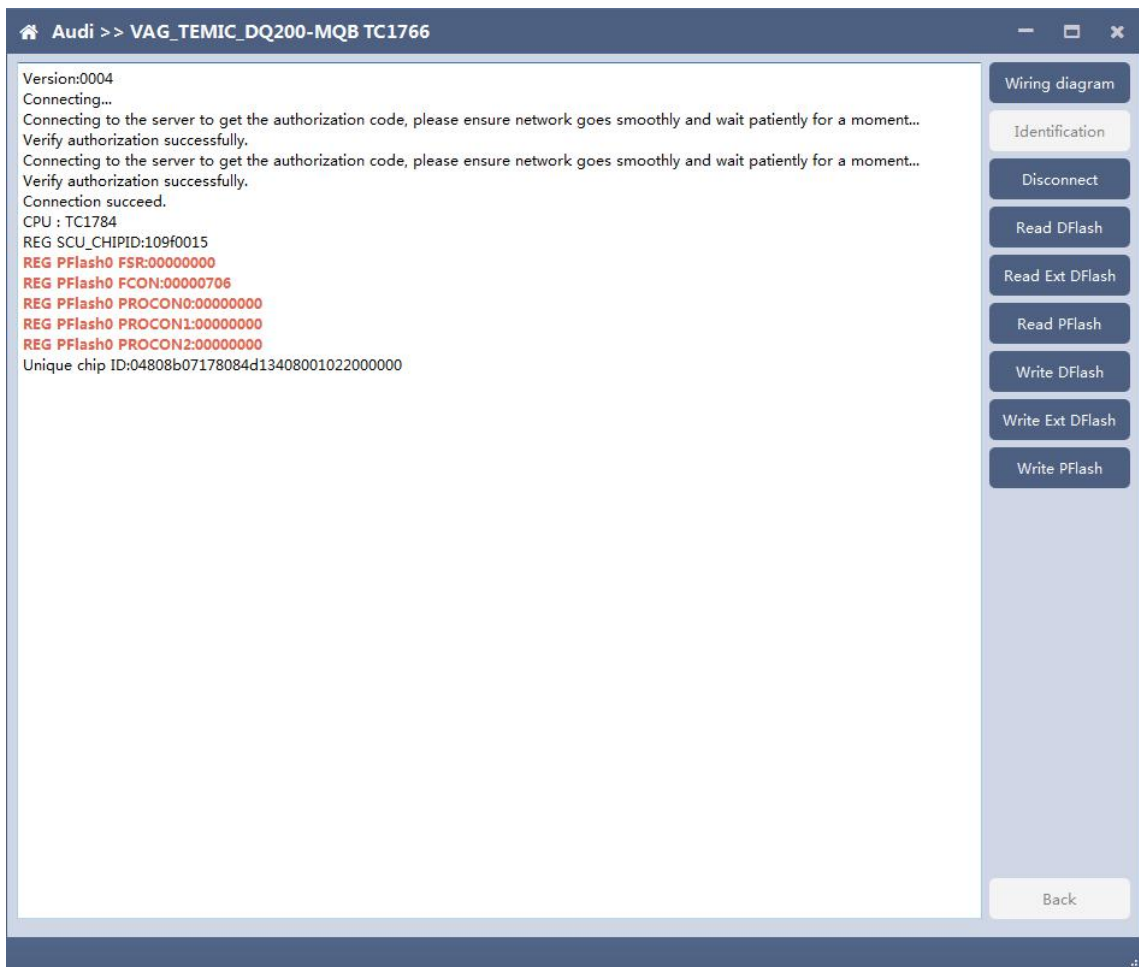 Audi >> VAG_TEMIC_DQ200-MQB TC1766
Version:0004
Connecting...
Connecting to the server to get the authorization code, please ensure network goes smoothly and wait patiently for a moment...
Verify authorization successfully.
Connecting to the server to get the authorization code, please ensure network goes smoothly and wait patiently for a moment...
Verify authorization successfully.
Connection succeed.
CPU : TC1784
REG SCU_CHIPID:109f0015
REG PFlash0 FSR:00000000
REG PFlash0 FCON:00000706
REG PFlash0 PROCON0:00000000
REG PFlash0 PROCON1:00000000
REG PFlash0 PROCON2:00000000
Unique chip ID:04808b07178084d13408001022000000
Wiring diagram
Identification
Disconnect
Read DFlash
Read Ext DFlash
Read PFlash
Write DFlash
Write Ext DFlash
Write PFlash
Back